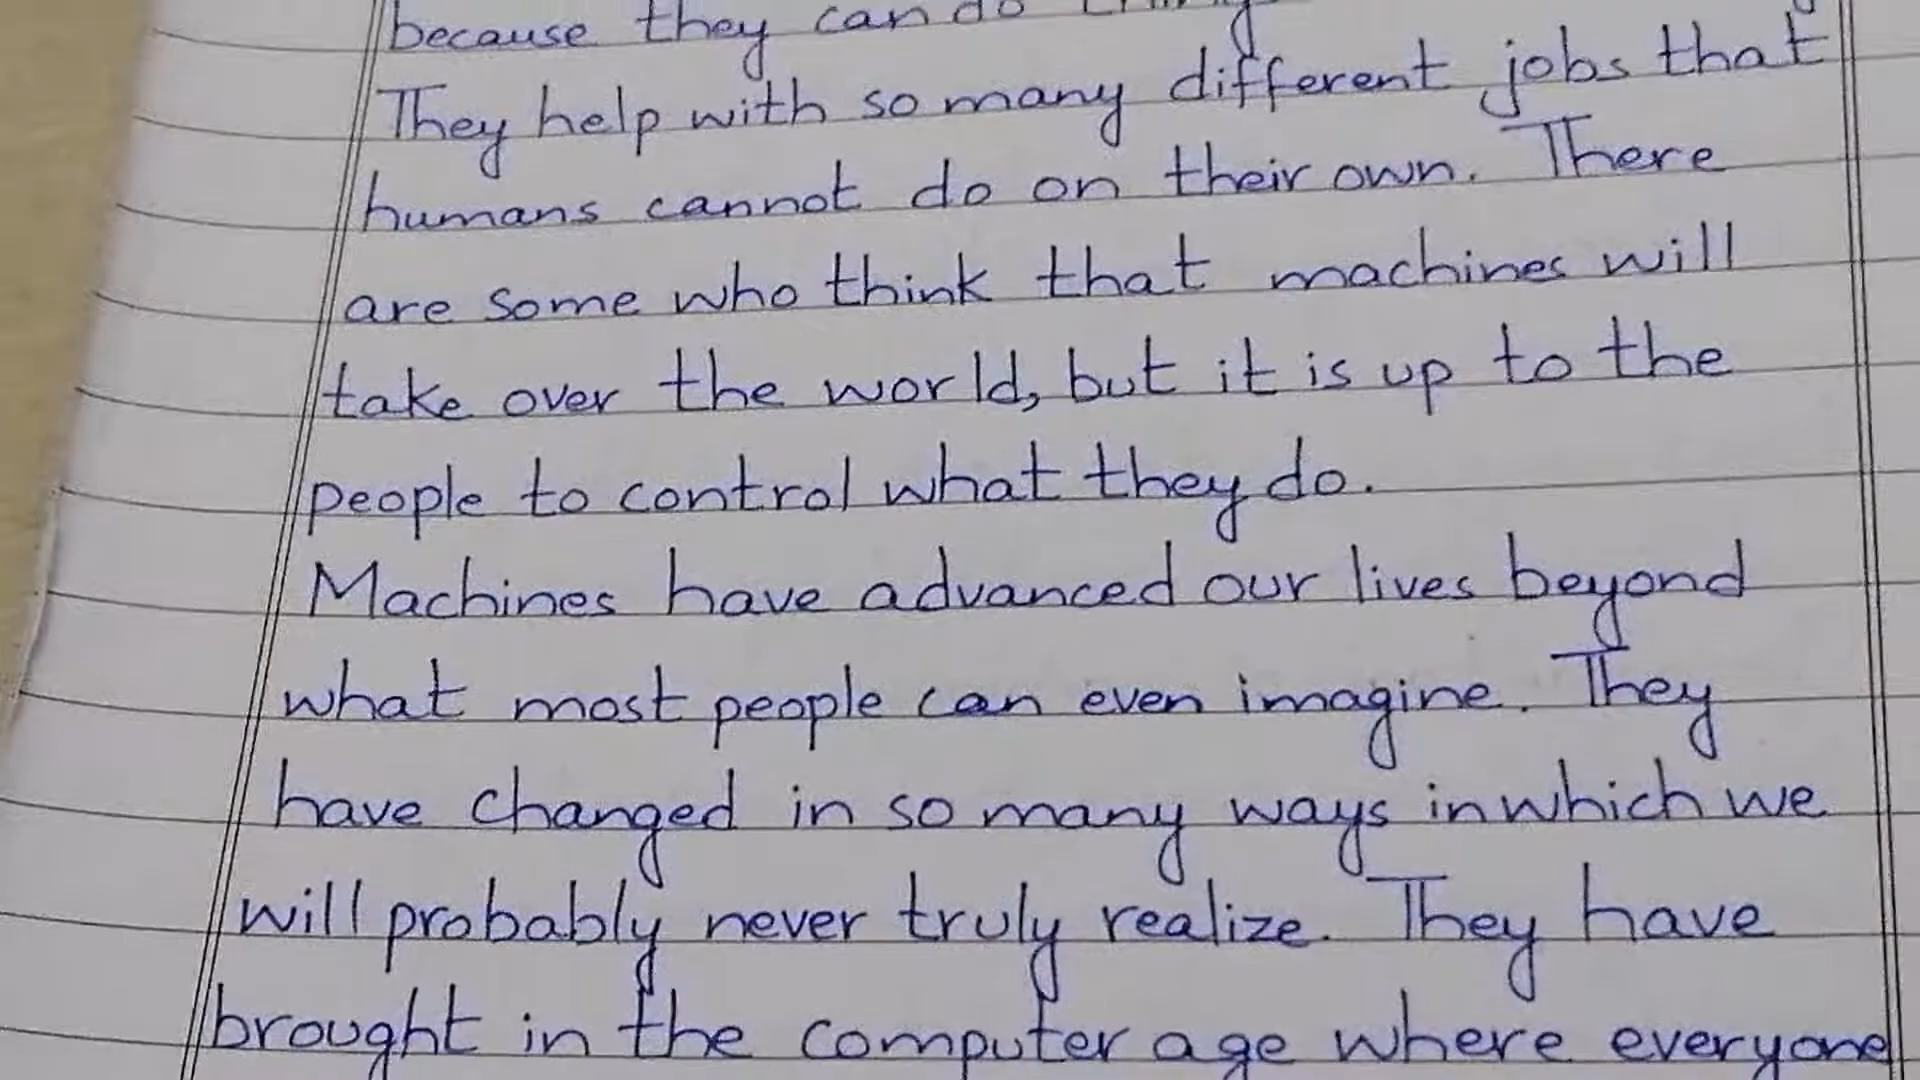 because they can do
They help with so many different jobs that
humans cannot do on their own. There
are some who think that machines will
take over the world, but it is up to the
people to control what they do.
Machines have advanced our lives beyond
what most people can even imagine. They
have changed in so many ways in which we
will probably never truly realize. They have
brought in the computer age where everyone